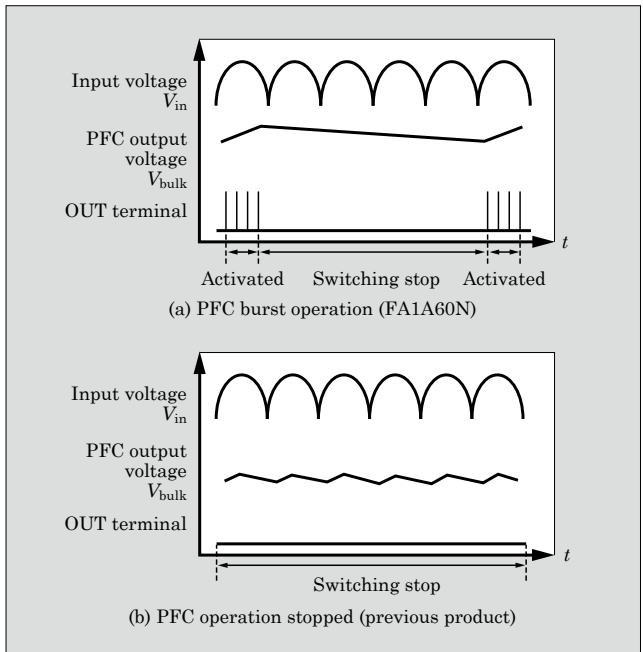 Input voltage
Vin
PFC output
voltage
Vbulk
OUT terminal
t
Activated Switching stop Activated
(a) PFC burst operation (FA1A60N)
Input voltage
Vin
PFC output
voltage
Vbulk
OUT terminal
t
Switching stop
(b) PFC operation stopped (previous product)